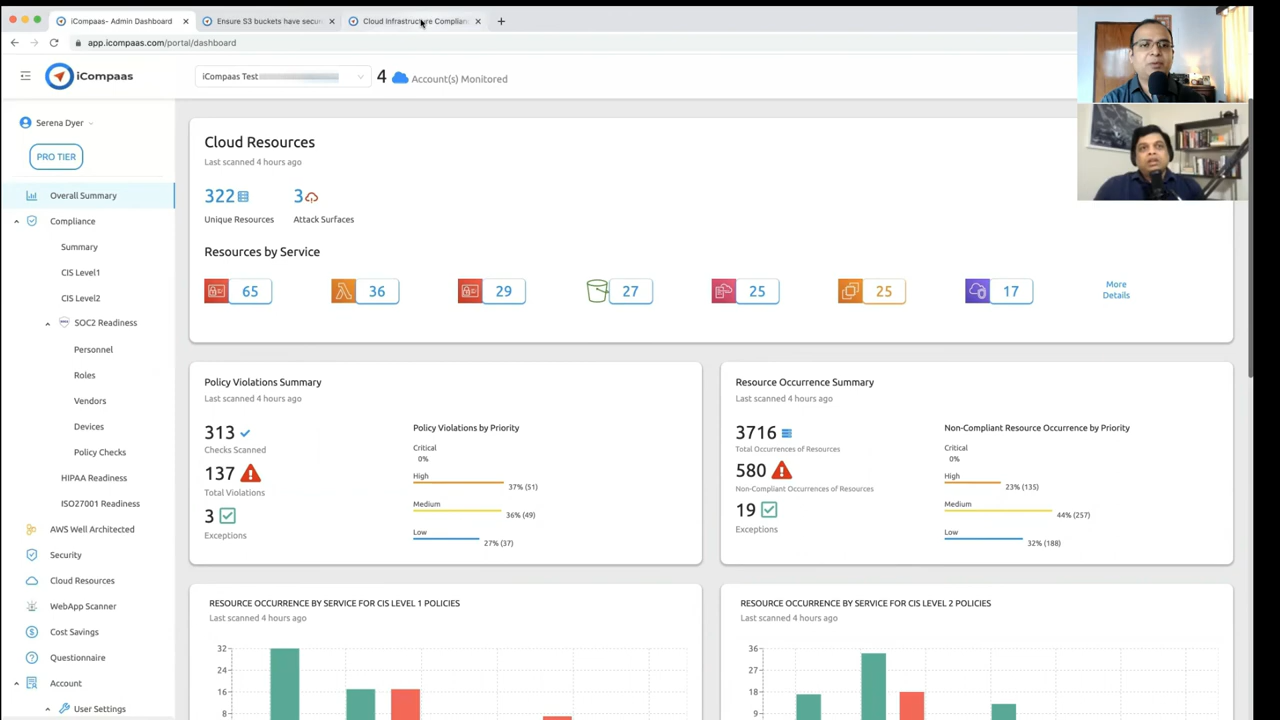 iCompaas- Admin Dashboard
Ensure S3 buckets have secure
Cloud Infrastructure Complianc
app.icompaas.com/portal/dashboard
iCompaas
iCompaas Test
4 Account(s) Monitored
Serena Dyer
PRO TIER
Overall Summary
Compliance
Summary
CIS Level1
CIS Level2
SOC2 Readiness
Personnel
Roles
Vendors
Devices
Policy Checks
HIPAA Readiness
ISO27001 Readiness
AWS Well Architected
Security
Cloud Resources
WebApp Scanner
Cost Savings
Questionnaire
Account
User Settings
Cloud Resources
Last scanned 4 hours ago
322 3
Unique Resources Attack Surfaces
Resources by Service
65 36 29 27 25 25 17
More
Details
Policy Violations Summary
Last scanned 4 hours ago
313
Checks Scanned
137
Total Violations
3
Exceptions
Policy Violations by Priority
Critical
0%
High
37% (51)
Medium
36% (49)
Low
27% (37)
Resource Occurrence Summary
Last scanned 4 hours ago
3716
Total Occurrences of Resources
580
Non-Compliant Occurrences of Resources
19
Exceptions
Non-Compliant Resource Occurrence by Priority
Critical
0%
High
23% (135)
Medium
44% (257)
Low
32% (188)
RESOURCE OCCURRENCE BY SERVICE FOR CIS LEVEL 1 POLICIES
Last scanned 4 hours ago
32
24
16
8
RESOURCE OCCURRENCE BY SERVICE FOR CIS LEVEL 2 POLICIES
Last scanned 4 hours ago
36
27
18
9